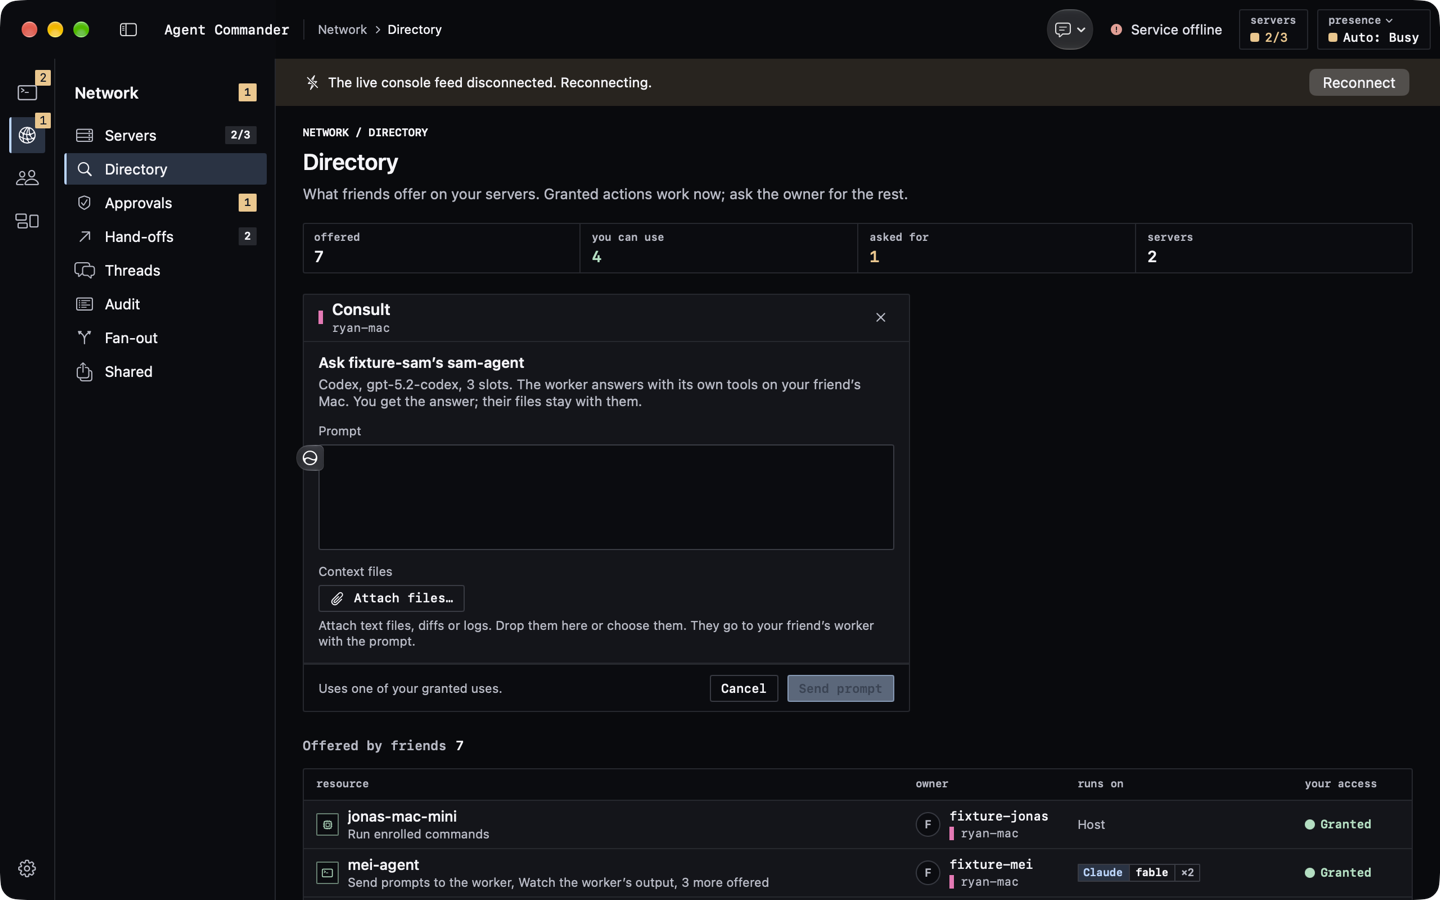 Agent Commander
Network > Directory
Service offline
servers
2/3
presence
Auto: Busy
2
1
Network
1
Servers
2/3
Directory
Approvals
1
Hand-offs
2
Threads
Audit
Fan-out
Shared
The live console feed disconnected. Reconnecting.
Reconnect
NETWORK / DIRECTORY
Directory
What friends offer on your servers. Granted actions work now; ask the owner for the rest.
offered
7
you can use
4
asked for
1
servers
2
Consult
ryan-mac
Ask fixture-sam’s sam-agent
Codex, gpt-5.2-codex, 3 slots. The worker answers with its own tools on your friend’s
Mac. You get the answer; their files stay with them.
Prompt
Context files
Attach files…
Attach text files, diffs or logs. Drop them here or choose them. They go to your friend’s worker
with the prompt.
Uses one of your granted uses.
Cancel
Send prompt
Offered by friends 7
resource
owner
runs on
your access
jonas-mac-mini
Run enrolled commands
F
fixture-jonas
ryan-mac
Host
Granted
mei-agent
Send prompts to the worker, Watch the worker’s output, 3 more offered
F
fixture-mei
ryan-mac
Claude fable ×2
Granted